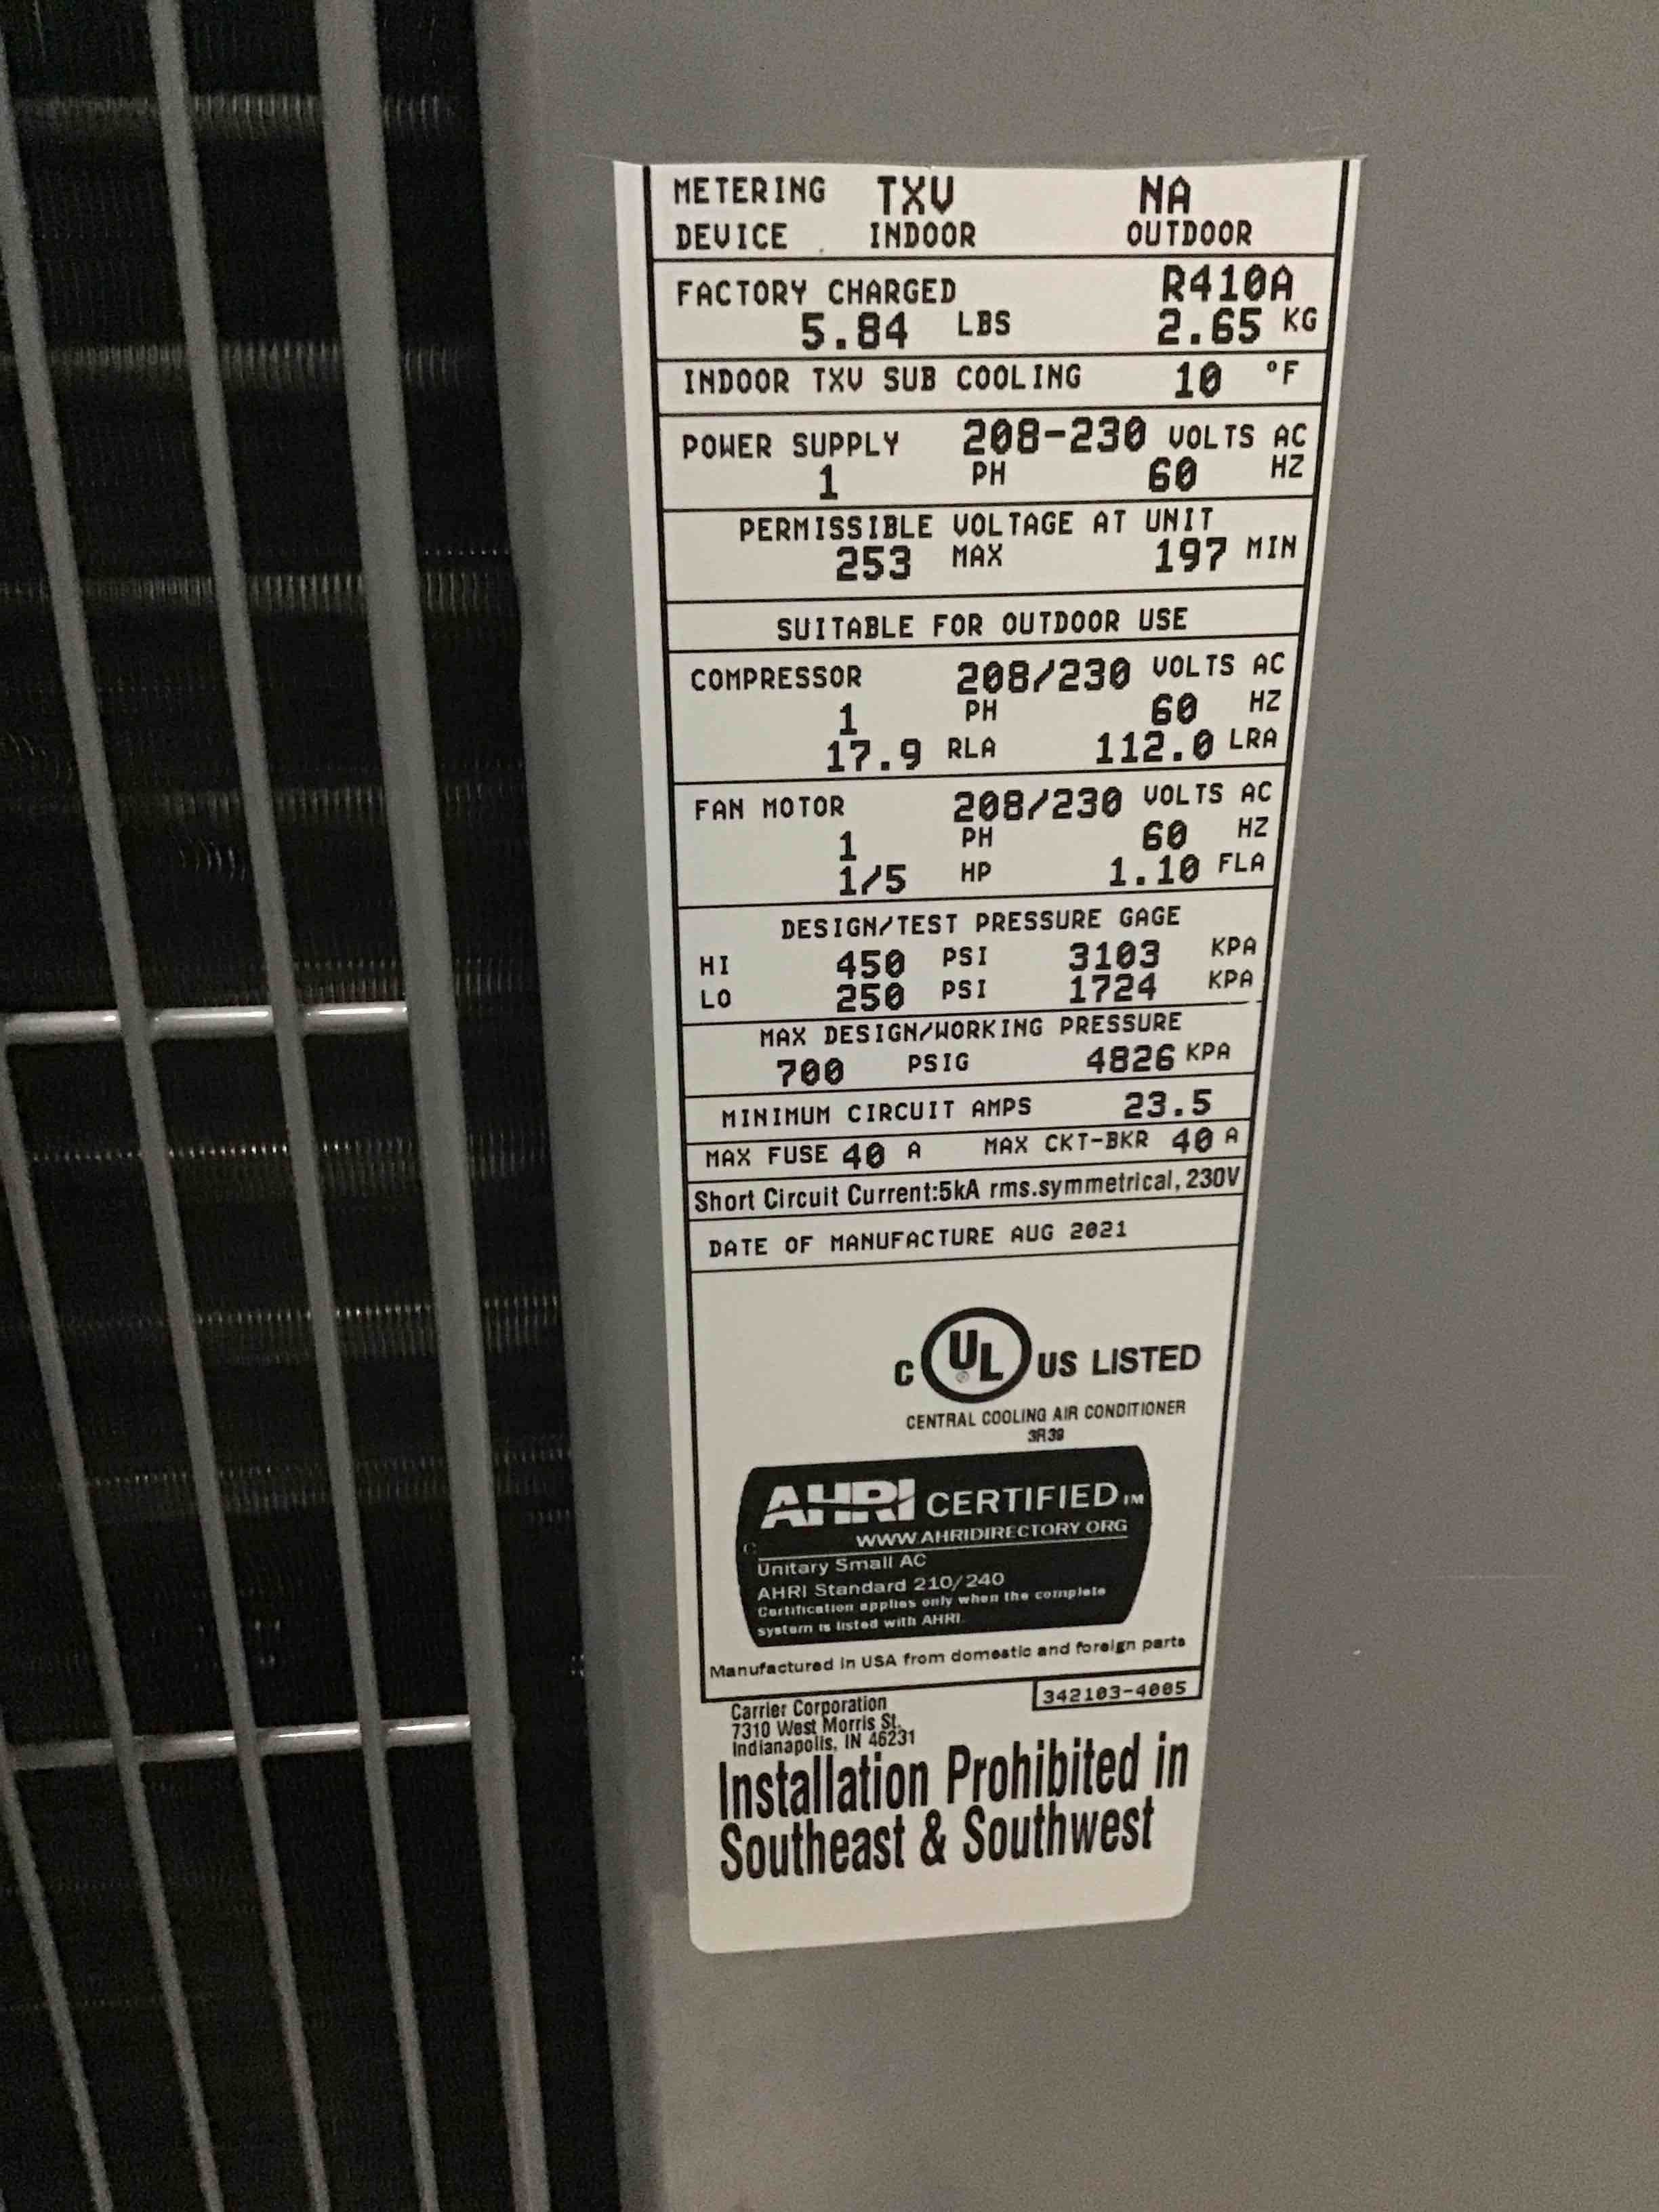 METERING TXV NA
DEVICE INDOOR OUTDOOR
FACTORY CHARGED R410A
5.84 LBS 2.65 KG
INDOOR TXV SUB COOLING 10 °F
POWER SUPPLY 208-230 VOLTS AC
1 PH 60 HZ
PERMISSIBLE VOLTAGE AT UNIT
253 MAX 197 MIN
SUITABLE FOR OUTDOOR USE
COMPRESSOR 208/230 VOLTS AC
1 PH 60 HZ
17.9 RLA 112.0 LRA
FAN MOTOR 208/230 VOLTS AC
1 PH 60 HZ
1/5 HP 1.10 FLA
DESIGN/TEST PRESSURE GAGE
HI 450 PSI 3103 KPA
LO 250 PSI 1724 KPA
MAX DESIGN/WORKING PRESSURE
700 PSIG 4826 KPA
MINIMUM CIRCUIT AMPS 23.5
MAX FUSE 40 A MAX CKT-BKR 40 A
Short Circuit Current:5kA rms.symmetrical, 230V
DATE OF MANUFACTURE AUG 2021
C UL ® US LISTED
CENTRAL COOLING AIR CONDITIONER
3R39
AHRI CERTIFIED TM
WWW.AHRIDIRECTORY.ORG
C
Unitary Small AC
AHRI Standard 210/240
Certification applies only when the complete
system is listed with AHRI.
Manufactured in USA from domestic and foreign parts
342103-4005
Carrier Corporation
7310 West Morris St.
Indianapolis, IN 46231
Installation Prohibited in
Southeast & Southwest